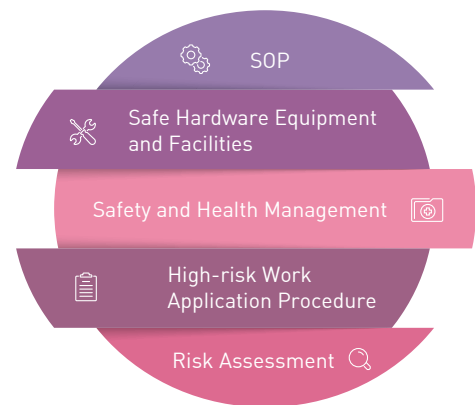 SOP
Safe Hardware Equipment
and Facilities
Safety and Health Management
High-risk Work
Application Procedure
Risk Assessment